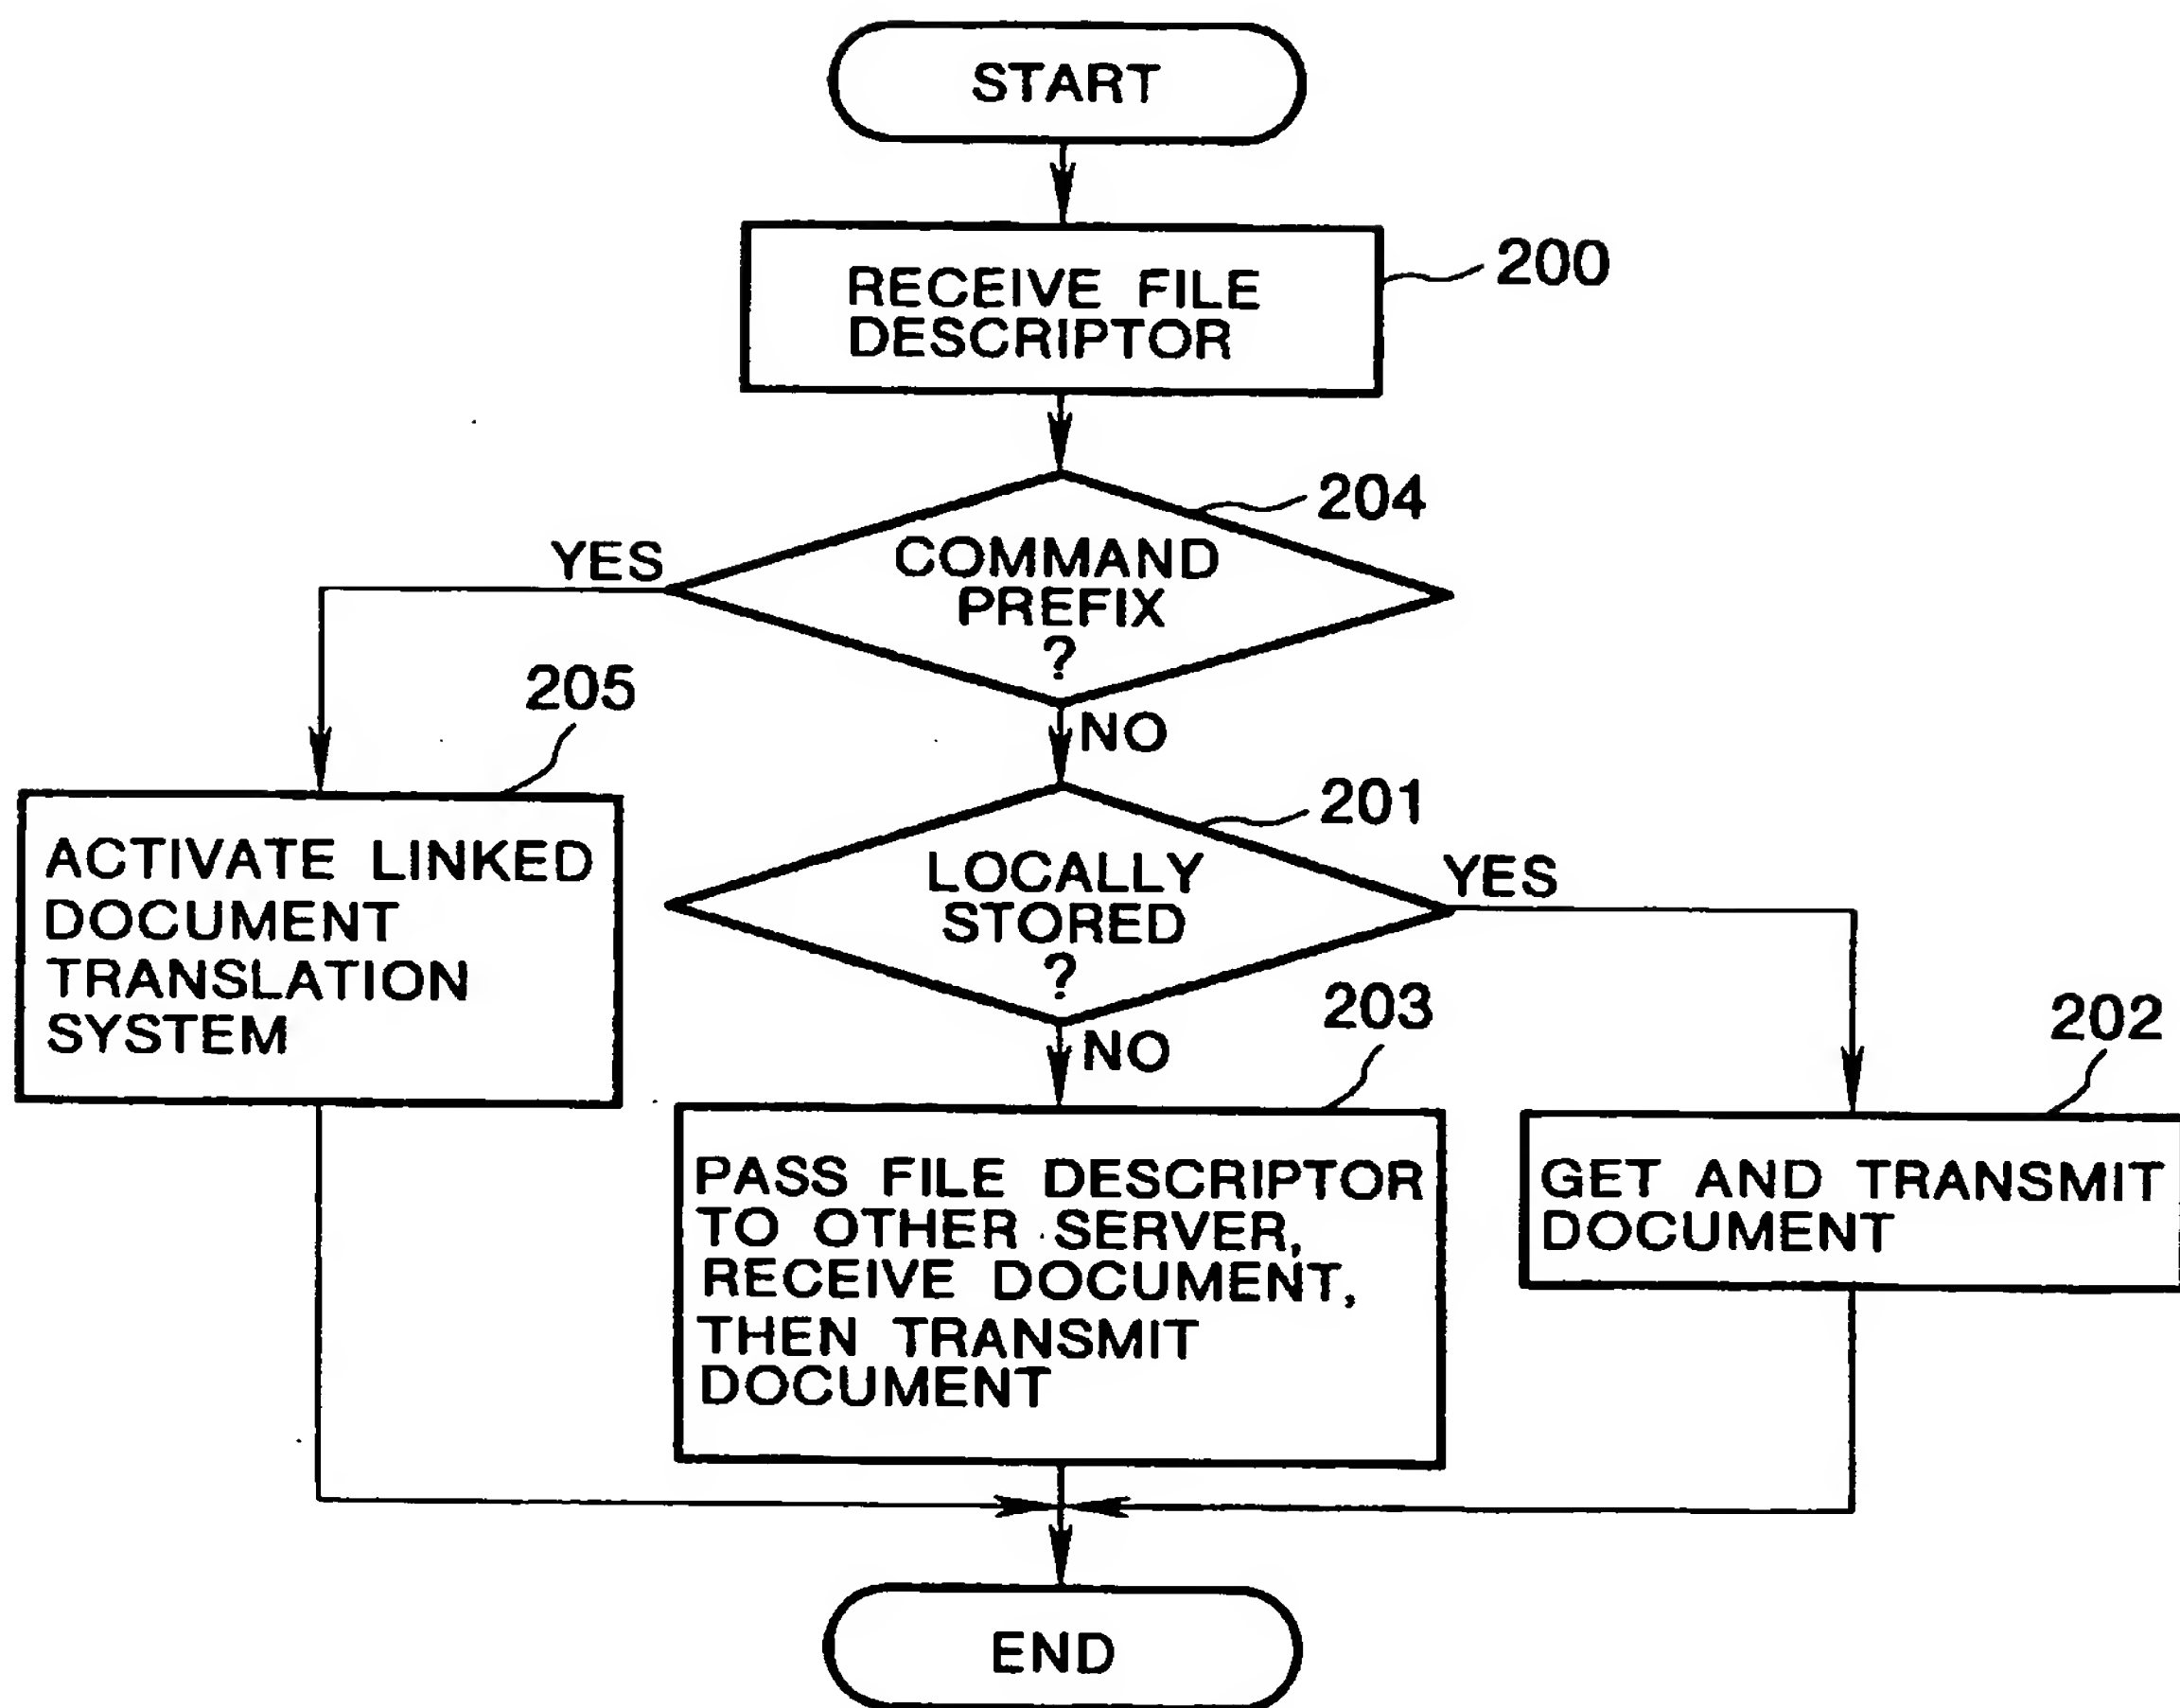 START
RECEIVE FILE
DESCRIPTOR
200
204
COMMAND
PREFIX
?
YES
NO
205
ACTIVATE LINKED
DOCUMENT
TRANSLATION
SYSTEM
201
LOCALLY
STORED
?
YES
NO
203
PASS FILE DESCRIPTOR
TO OTHER SERVER,
RECEIVE DOCUMENT,
THEN TRANSMIT
DOCUMENT
202
GET AND TRANSMIT
DOCUMENT
END